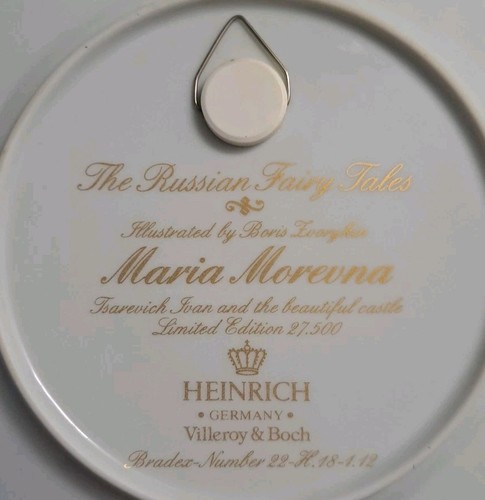 The Russian Fairy Tales
Illustrated by Boris Zvorykin
Maria Morevna
Tsarevich Ivan and the beautiful castle
Limited Edition 27.500
HEINRICH
• GERMANY •
Villeroy & Boch
Bradex-Number 22-H.18-1.12